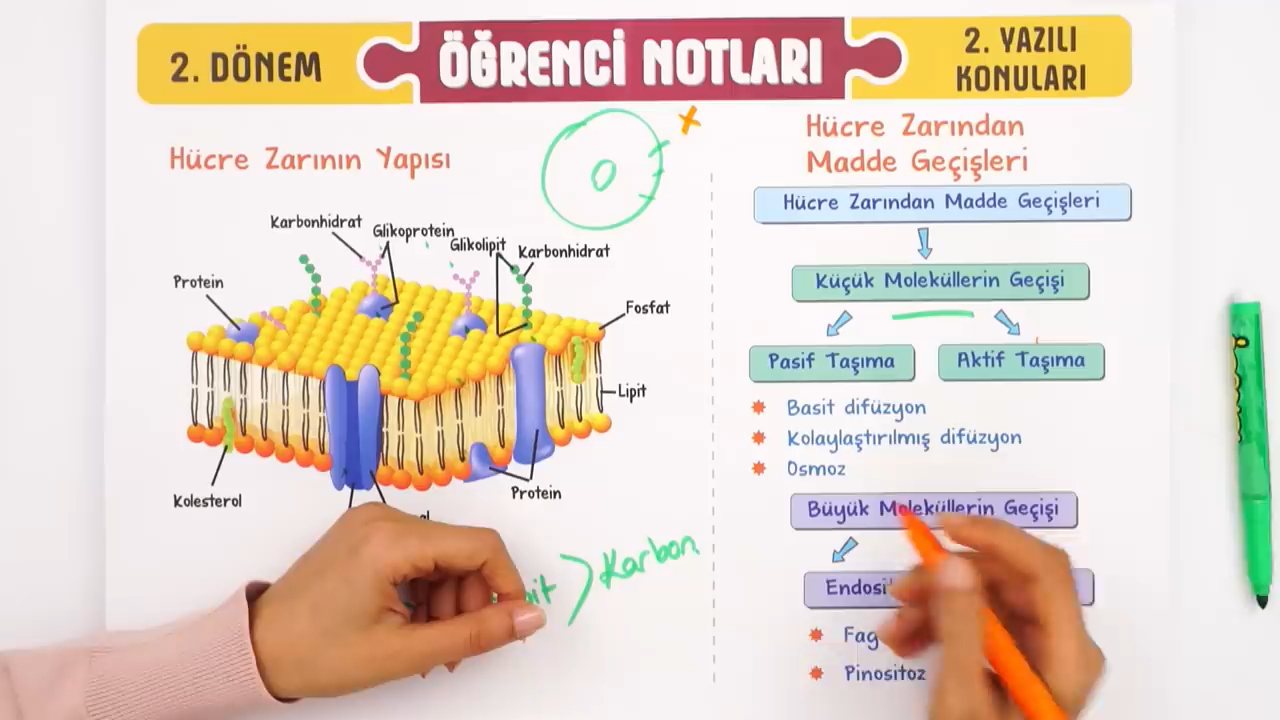 2. DÖNEM
ÖĞRENCİ NOTLARI
2. YAZILI
KONULARI
Hücre Zarının Yapısı
Karbonhidrat
Glikoprotein
Glikolipit
Karbonhidrat
Protein
Fosfat
Lipit
Kolesterol
Protein
Karbon
Hücre Zarından
Madde Geçişleri
Hücre Zarından Madde Geçişleri
Küçük Moleküllerin Geçişi
Pasif Taşıma
Aktif Taşıma
Basit difüzyon
Kolaylaştırılmış difüzyon
Osmoz
Büyük Moleküllerin Geçişi
Pinositoz